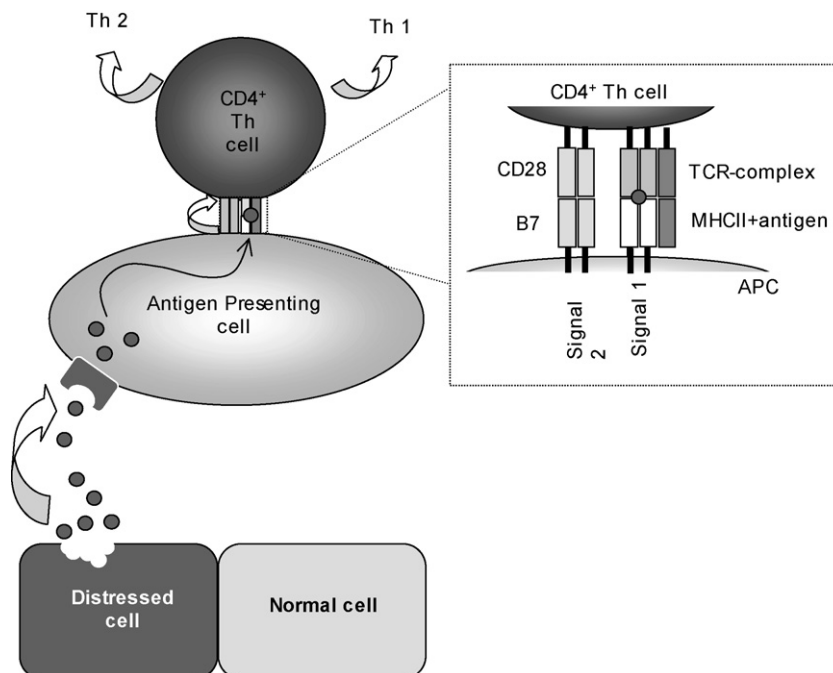 Th 2
Th 1
CD4⁺
Th
cell
Antigen Presenting
cell
Distressed
cell
Normal cell
CD4⁺ Th cell
CD28
TCR-complex
B7
MHCII+antigen
APC
Signal
2
Signal 1